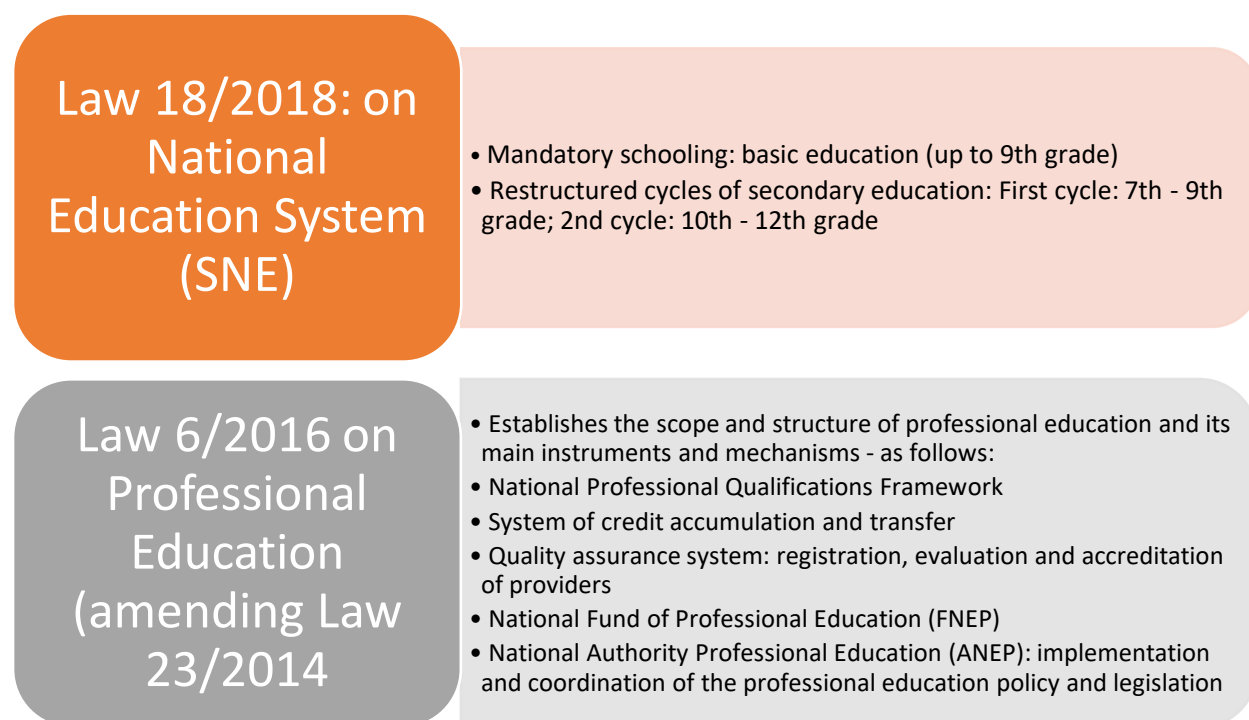 Law 18/2018: on
National
Education System
(SNE)
• Mandatory schooling: basic education (up to 9th grade)
• Restructured cycles of secondary education: First cycle: 7th - 9th
grade; 2nd cycle: 10th - 12th grade
Law 6/2016 on
Professional
Education
(amending Law
23/2014
• Establishes the scope and structure of professional education and its
main instruments and mechanisms - as follows:
• National Professional Qualifications Framework
• System of credit accumulation and transfer
• Quality assurance system: registration, evaluation and accreditation
of providers
• National Fund of Professional Education (FNEP)
• National Authority Professional Education (ANEP): implementation
and coordination of the professional education policy and legislation